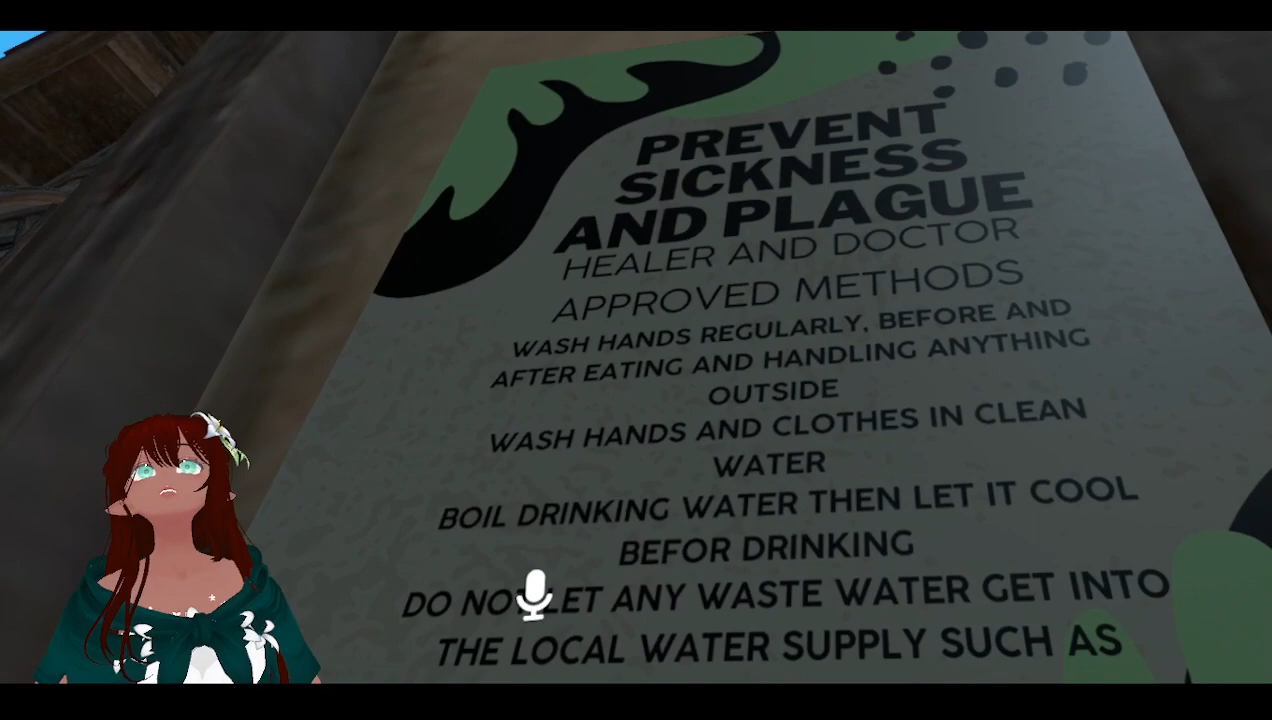 PREVENT
SICKNESS
AND PLAGUE
HEALER AND DOCTOR
APPROVED METHODS
WASH HANDS REGULARLY, BEFORE AND
AFTER EATING AND HANDLING ANYTHING
OUTSIDE
WASH HANDS AND CLOTHES IN CLEAN
WATER
BOIL DRINKING WATER THEN LET IT COOL
BEFOR DRINKING
DO NOT LET ANY WASTE WATER GET INTO
THE LOCAL WATER SUPPLY SUCH AS